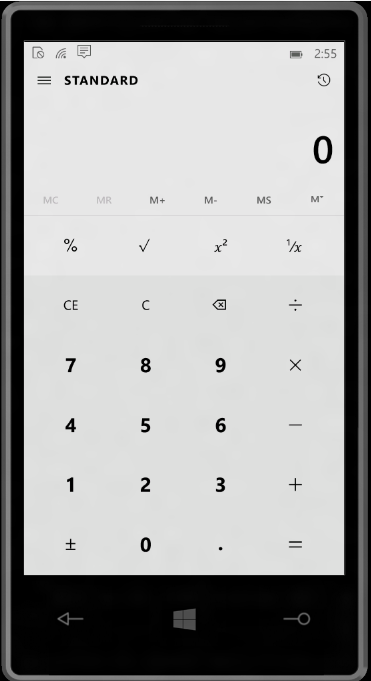 2:55
STANDARD
0
MC MR M+ M- MS M˅
% √ x² ¹/x
CE C ÷
7 8 9 ×
4 5 6 −
1 2 3 +
± 0 . =